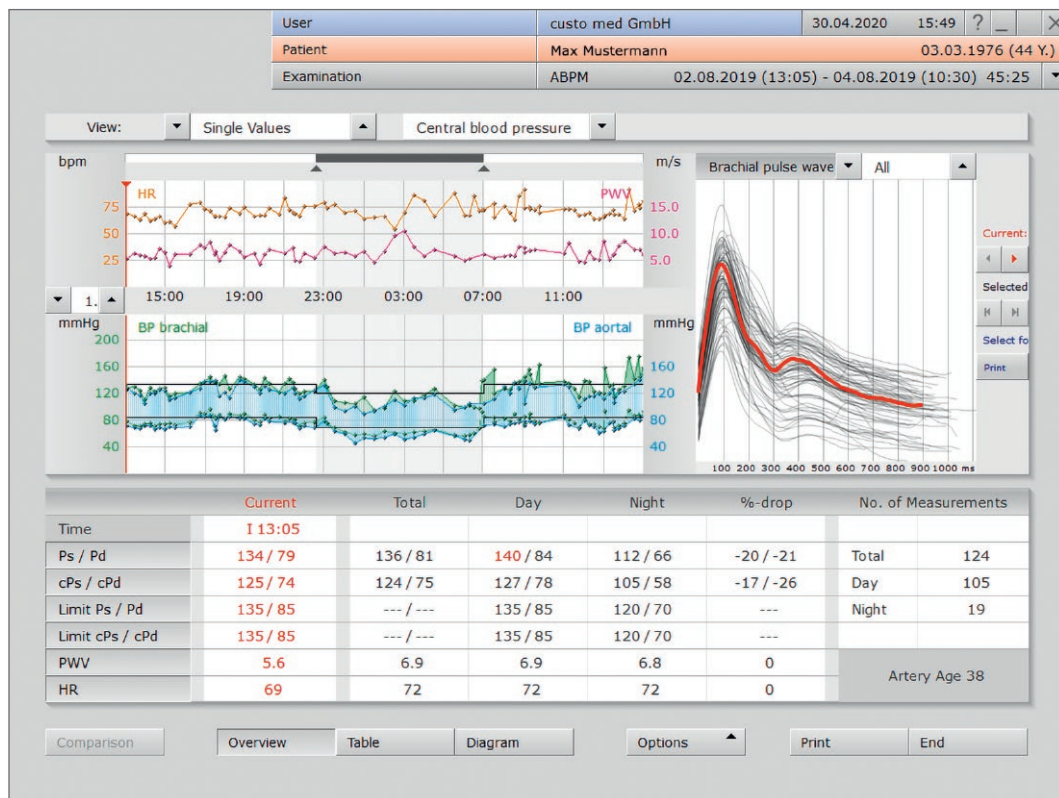 User custo med GmbH 30.04.2020 15:49 ? _
Patient Max Mustermann 03.03.1976 (44 Y.)
Examination ABPM 02.08.2019 (13:05) - 04.08.2019 (10:30) 45:25
View: Single Values Central blood pressure
bpm m/s Brachial pulse wave All
HR PWV
75 15.0
50 10.0
25 5.0
Current:
Selected
Select fo
Print
1. 15:00 19:00 23:00 03:00 07:00 11:00
mmHg BP brachial BP aortal mmHg
200
160 160
120 120
80 80
40 40
100 200 300 400 500 600 700 800 900 1000 ms
Current Total Day Night %-drop No. of Measurements
Time I 13:05
Ps / Pd 134 / 79 136 / 81 140 / 84 112 / 66 -20 / -21 Total 124
cPs / cPd 125 / 74 124 / 75 127 / 78 105 / 58 -17 / -26 Day 105
Limit Ps / Pd 135 / 85 --- / --- 135 / 85 120 / 70 --- Night 19
Limit cPs / cPd 135 / 85 --- / --- 135 / 85 120 / 70 ---
PWV 5.6 6.9 6.9 6.8 0
HR 69 72 72 72 0
Artery Age 38
Comparison Overview Table Diagram Options Print End